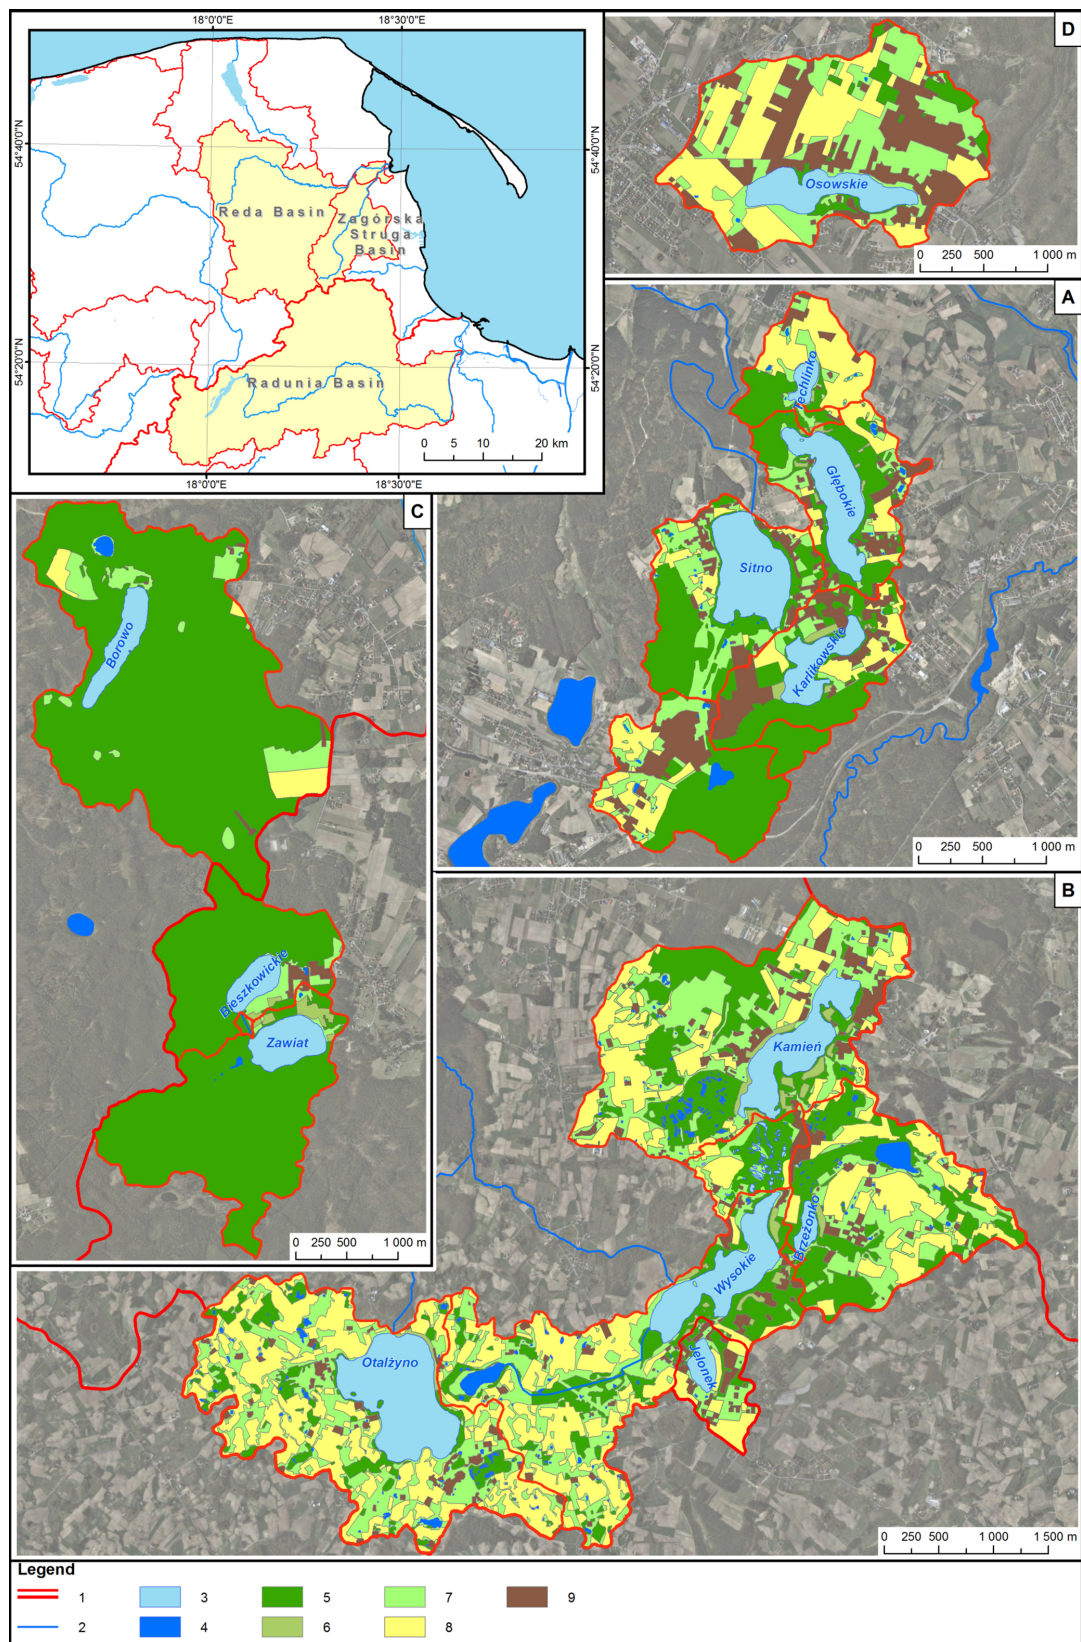 18°0'0"E
18°30'0"E
54°40'0"N
54°40'0"N
Reda Basin
Zagórska
Struga
Basin
54°20'0"N
54°20'0"N
Radunia Basin
0 5 10 20 km
18°0'0"E
18°30'0"E
D
Osowskie
0 250 500 1 000 m
A
Techlinko
Głębokie
Sitno
Karlikowskie
0 250 500 1 000 m
C
Borowo
Bieszkowickie
Zawiat
0 250 500 1 000 m
B
Kamień
Brzeżonko
Wysokie
Otalżyno
Jelonek
0 250 500 1 000 1 500 m
Legend
1 3 5 7 9
2 4 6 8